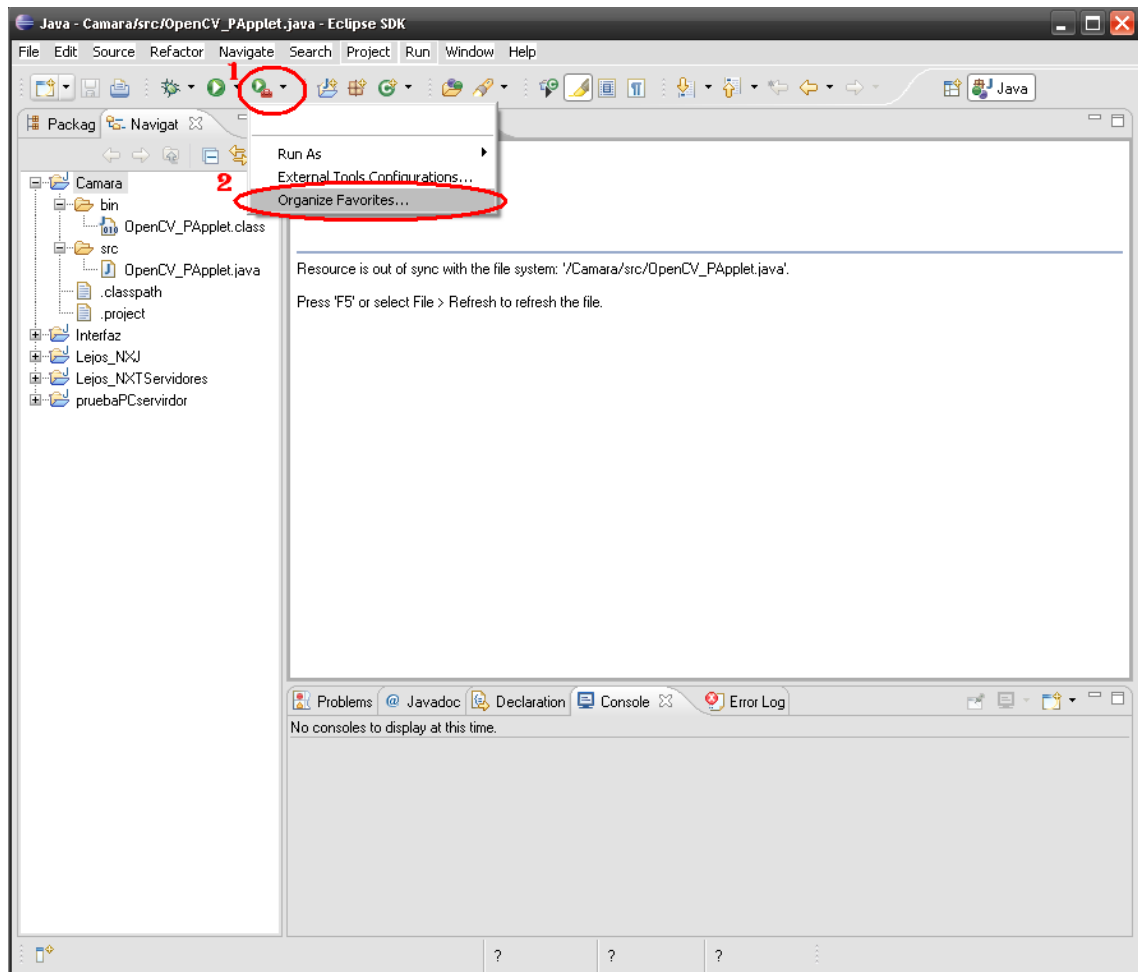 Java - Camara/src/OpenCV_PApplet.java - Eclipse SDK
File Edit Source Refactor Navigate Search Project Run Window Help
1
Java
Packag Navigat
Run As
External Tools Configurations...
2
Organize Favorites...
Camara
bin
OpenCV_PApplet.class
src
OpenCV_PApplet.java
.classpath
.project
Interfaz
Lejos_NXJ
Lejos_NXTServidores
pruebaPCservirdor
Resource is out of sync with the file system: '/Camara/src/OpenCV_PApplet.java'.
Press 'F5' or select File > Refresh to refresh the file.
Problems @ Javadoc Declaration Console Error Log
No consoles to display at this time.
? ? ?